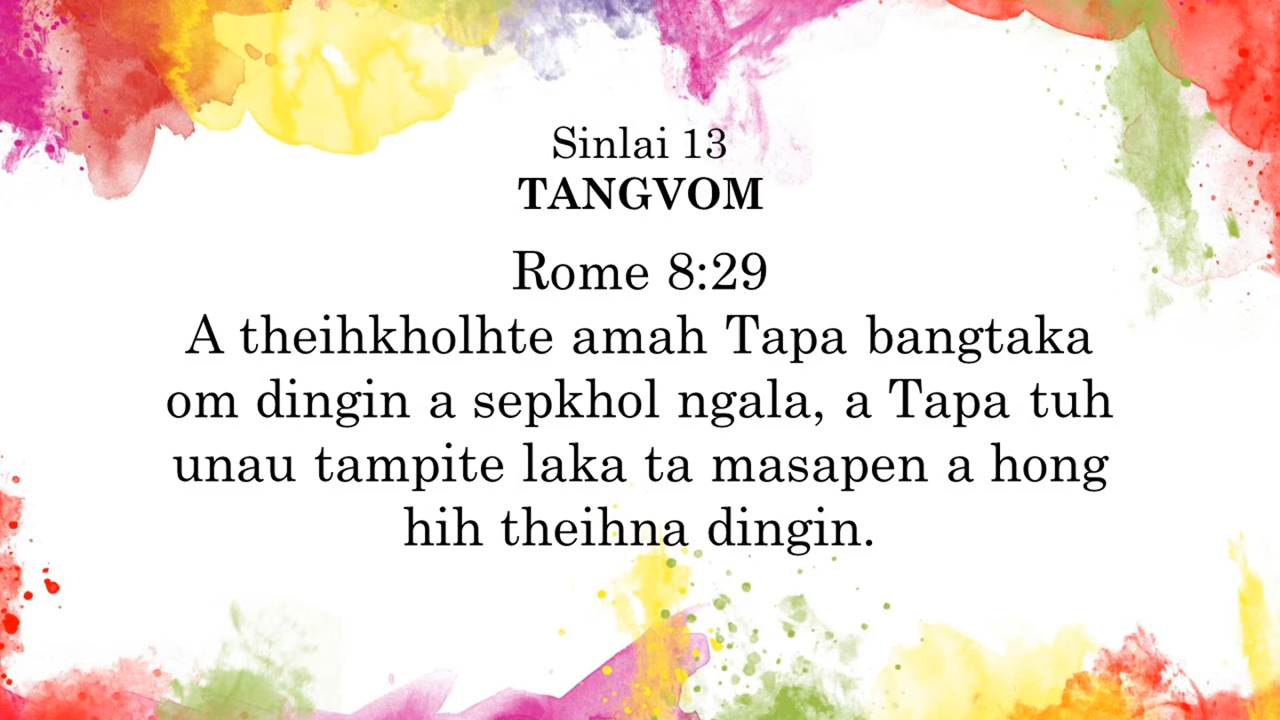 Sinlai 13
TANGVOM
Rome 8:29
A theihkholhte amah Tapa bangtaka
om dingin a sepkhol ngala, a Tapa tuh
unau tampite laka ta masapen a hong
hih theihna dingin.